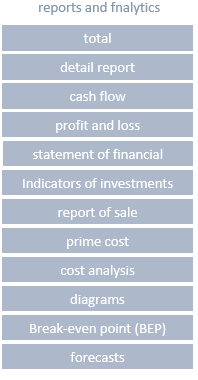 reports and fnalytics
total
detail report
cash flow
profit and loss
statement of financial
Indicators of investments
report of sale
prime cost
cost analysis
diagrams
Break-even point (BEP)
forecasts